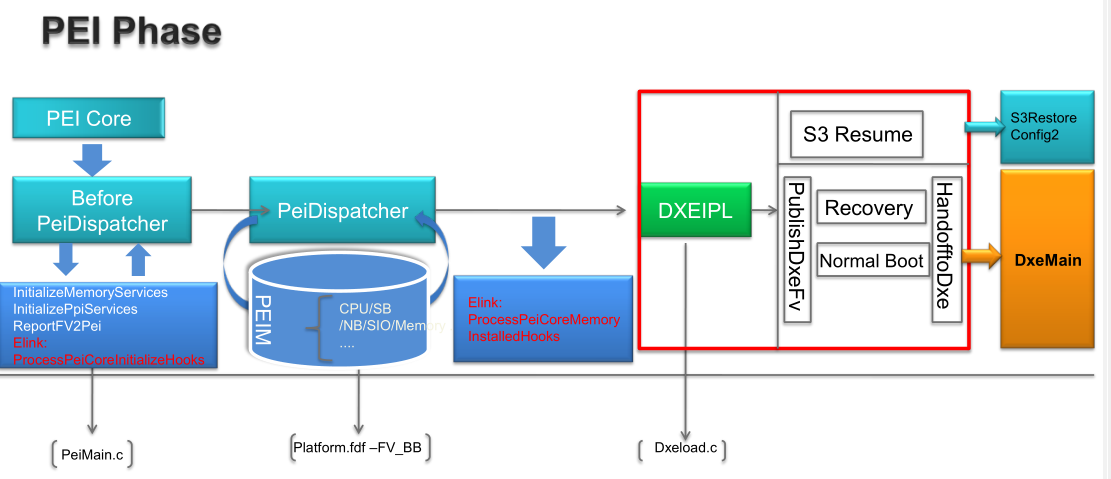 PEI Phase
PEI Core
Before
PeiDispatcher
InitializeMemoryServices
InitializePpiServices
ReportFV2Pei
Elink:
ProcessPeiCoreInitializeHooks
PeiMain.c
PeiDispatcher
PEIM
CPU/SB
/NB/SIO/Memory
....
Platform.fdf –FV_BB
Elink:
ProcessPeiCoreMemory
InstalledHooks
DXEIPL
Dxeload.c
S3 Resume
PublishDxeFv
Recovery
Normal Boot
HandofftoDxe
S3Restore
Config2
DxeMain